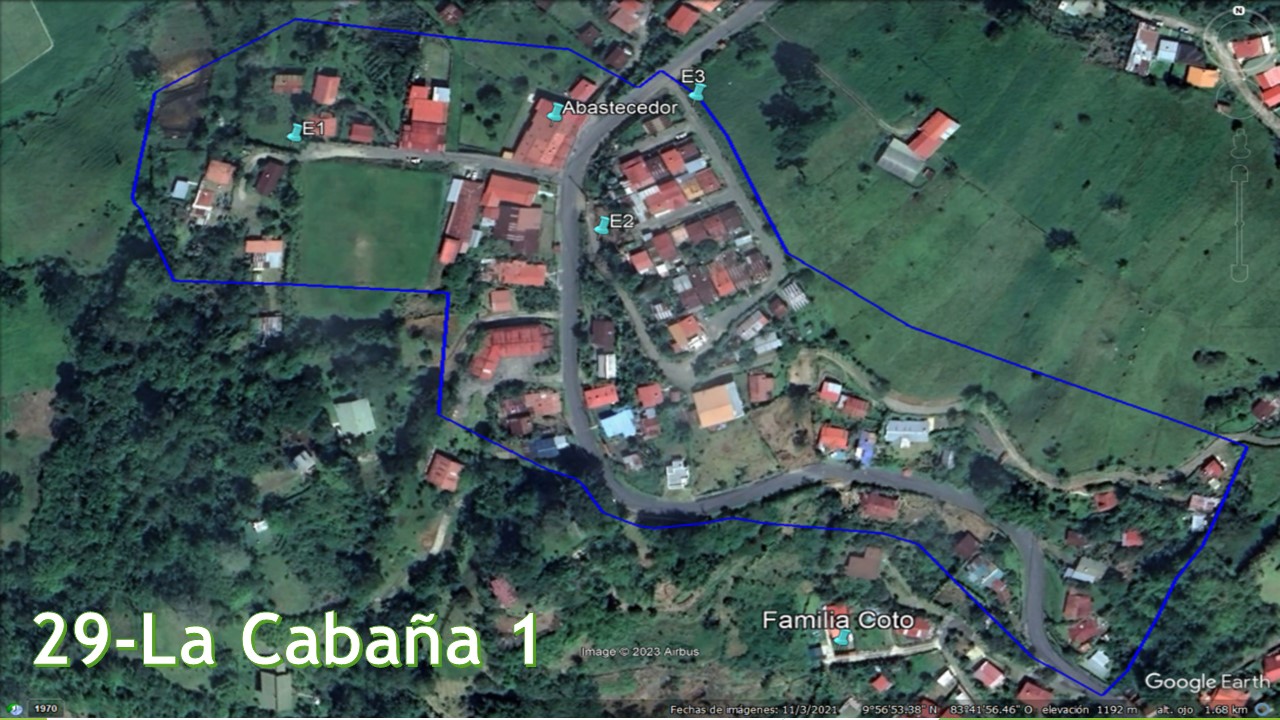 N
E3
Abastecedor
E1
E2
Familia Coto
29-La Cabaña 1
Image © 2023 Airbus
Google Earth
1970
Fechas de imágenes: 11/3/2021 9°56'53.38" N 83°41'56.46" O elevación 1192 m alt. ojo 1.68 km